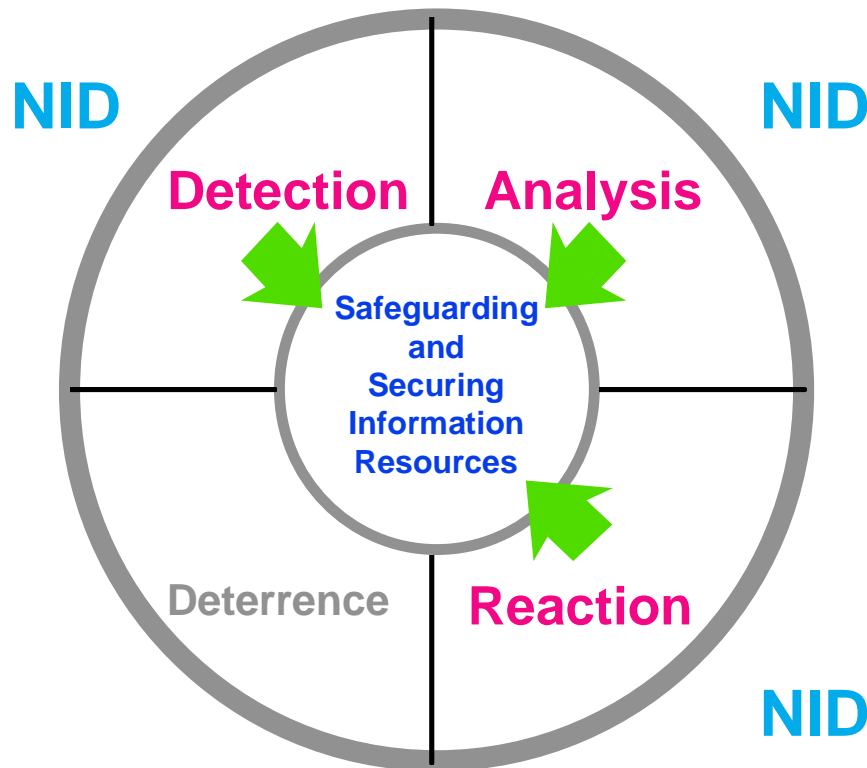 NID
NID
Detection
Analysis
Safeguarding
and
Securing
Information
Resources
Deterrence
Reaction
NID